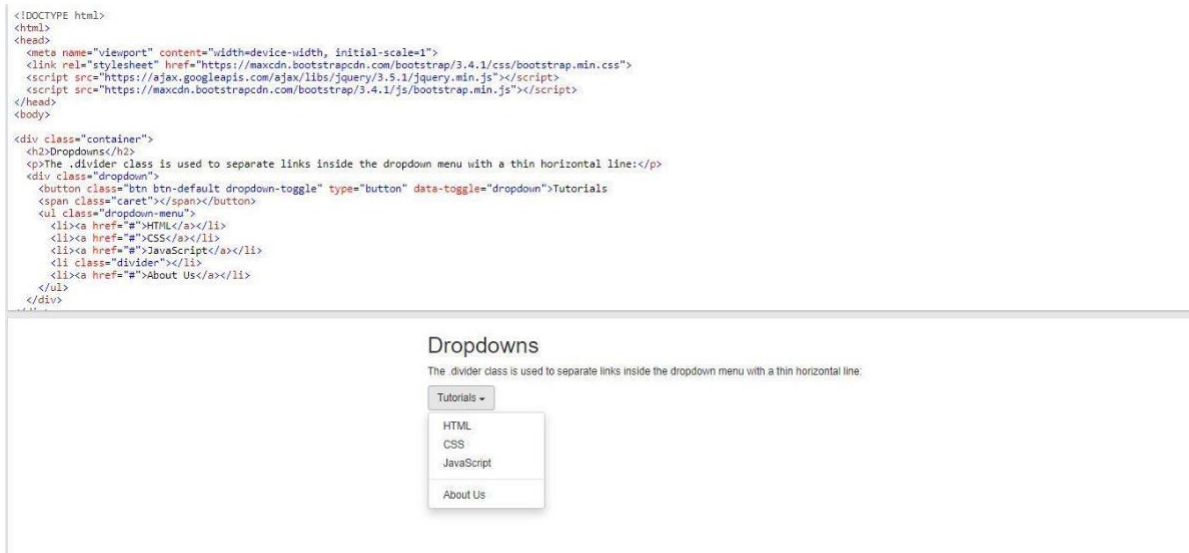 <!DOCTYPE html>
<html>
<head>
  <meta name="viewport" content="width=device-width, initial-scale=1">
  <link rel="stylesheet" href="https://maxcdn.bootstrapcdn.com/bootstrap/3.4.1/css/bootstrap.min.css">
  <script src="https://ajax.googleapis.com/ajax/libs/jquery/3.5.1/jquery.min.js"></script>
  <script src="https://maxcdn.bootstrapcdn.com/bootstrap/3.4.1/js/bootstrap.min.js"></script>
</head>
<body>
<div class="container">
  <h2>Dropdowns</h2>
  <p>The .divider class is used to separate links inside the dropdown menu with a thin horizontal line:</p>
  <div class="dropdown">
    <button class="btn btn-default dropdown-toggle" type="button" data-toggle="dropdown">Tutorials
    <span class="caret"></span></button>
    <ul class="dropdown-menu">
      <li><a href="#">HTML</a></li>
      <li><a href="#">CSS</a></li>
      <li><a href="#">JavaScript</a></li>
      <li class="divider"></li>
      <li><a href="#">About Us</a></li>
    </ul>
  </div>
Dropdowns
The .divider class is used to separate links inside the dropdown menu with a thin horizontal line:
Tutorials
HTML
CSS
JavaScript
About Us